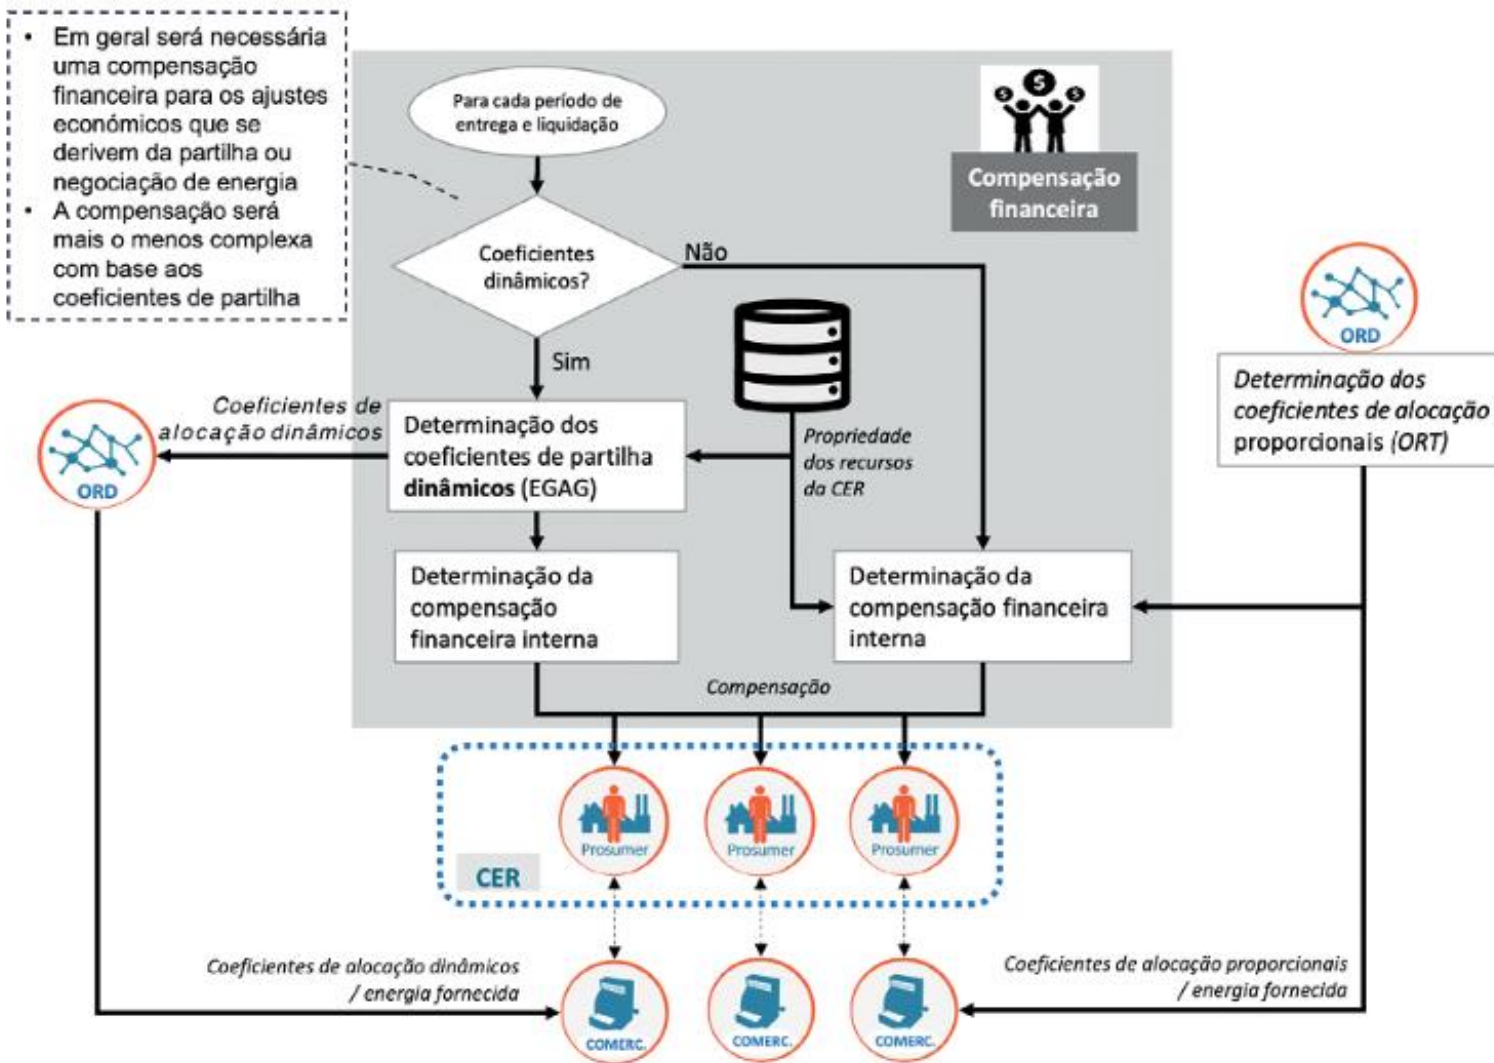 • Em geral será necessária
uma compensação
financeira para os ajustes
económicos que se
derivem da partilha ou
negociação de energia
• A compensação será
mais o menos complexa
com base aos
coeficientes de partilha
Para cada período de
entrega e liquidação
Compensação
financeira
Coeficientes
dinâmicos?
Não
Sim
ORD
Determinação dos
coeficientes de alocação
proporcionais (ORT)
Coeficientes de
alocação dinâmicos
ORD
Determinação dos
coeficientes de partilha
dinâmicos (EGAG)
Propriedade
dos recursos
da CER
Determinação da
compensação
financeira interna
Determinação da
compensação financeira
interna
Compensação
Prosumer
Prosumer
Prosumer
CER
Coeficientes de alocação dinâmicos
/ energia fornecida
Coeficientes de alocação proporcionais
/ energia fornecida
COMERC.
COMERC.
COMERC.